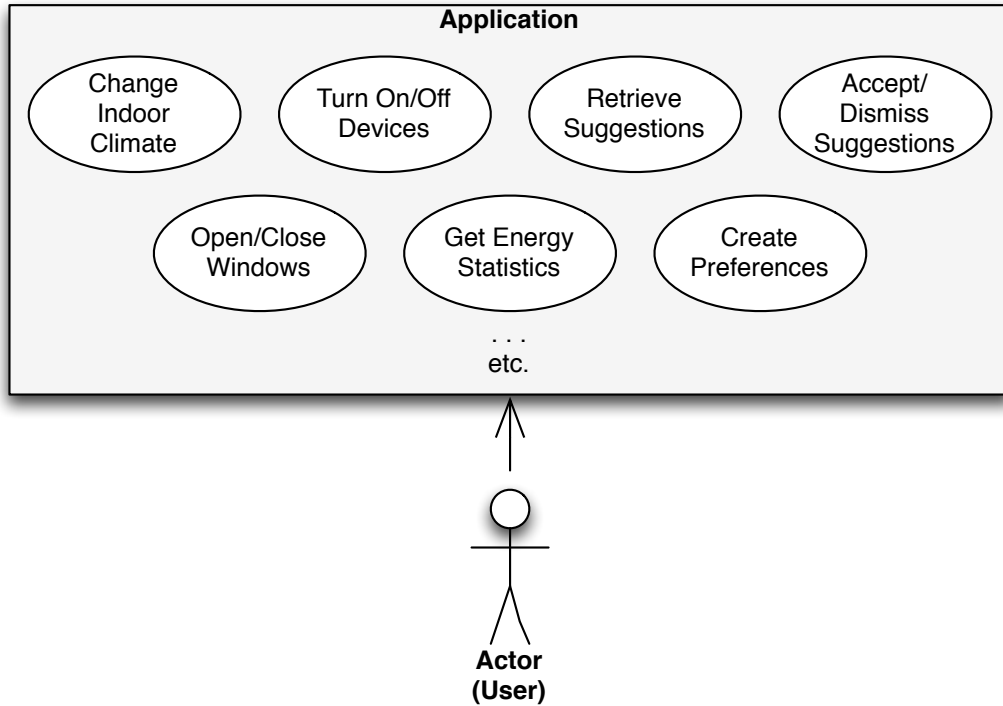 Application
Change
Indoor
Climate
Turn On/Off
Devices
Retrieve
Suggestions
Accept/
Dismiss
Suggestions
Open/Close
Windows
Get Energy
Statistics
Create
Preferences
. . .
etc.
Actor
(User)